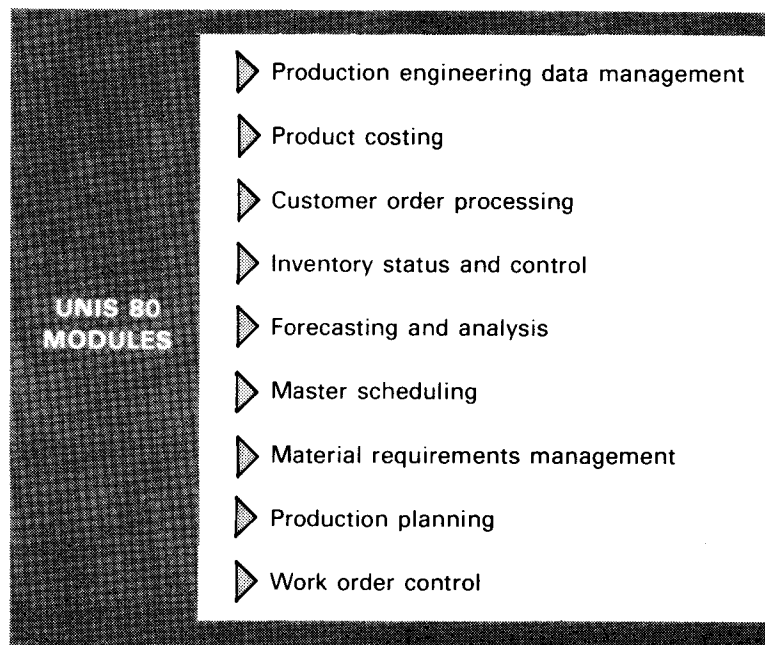 UNIS 80
MODULES
Production engineering data management
Product costing
Customer order processing
Inventory status and control
Forecasting and analysis
Master scheduling
Material requirements management
Production planning
Work order control